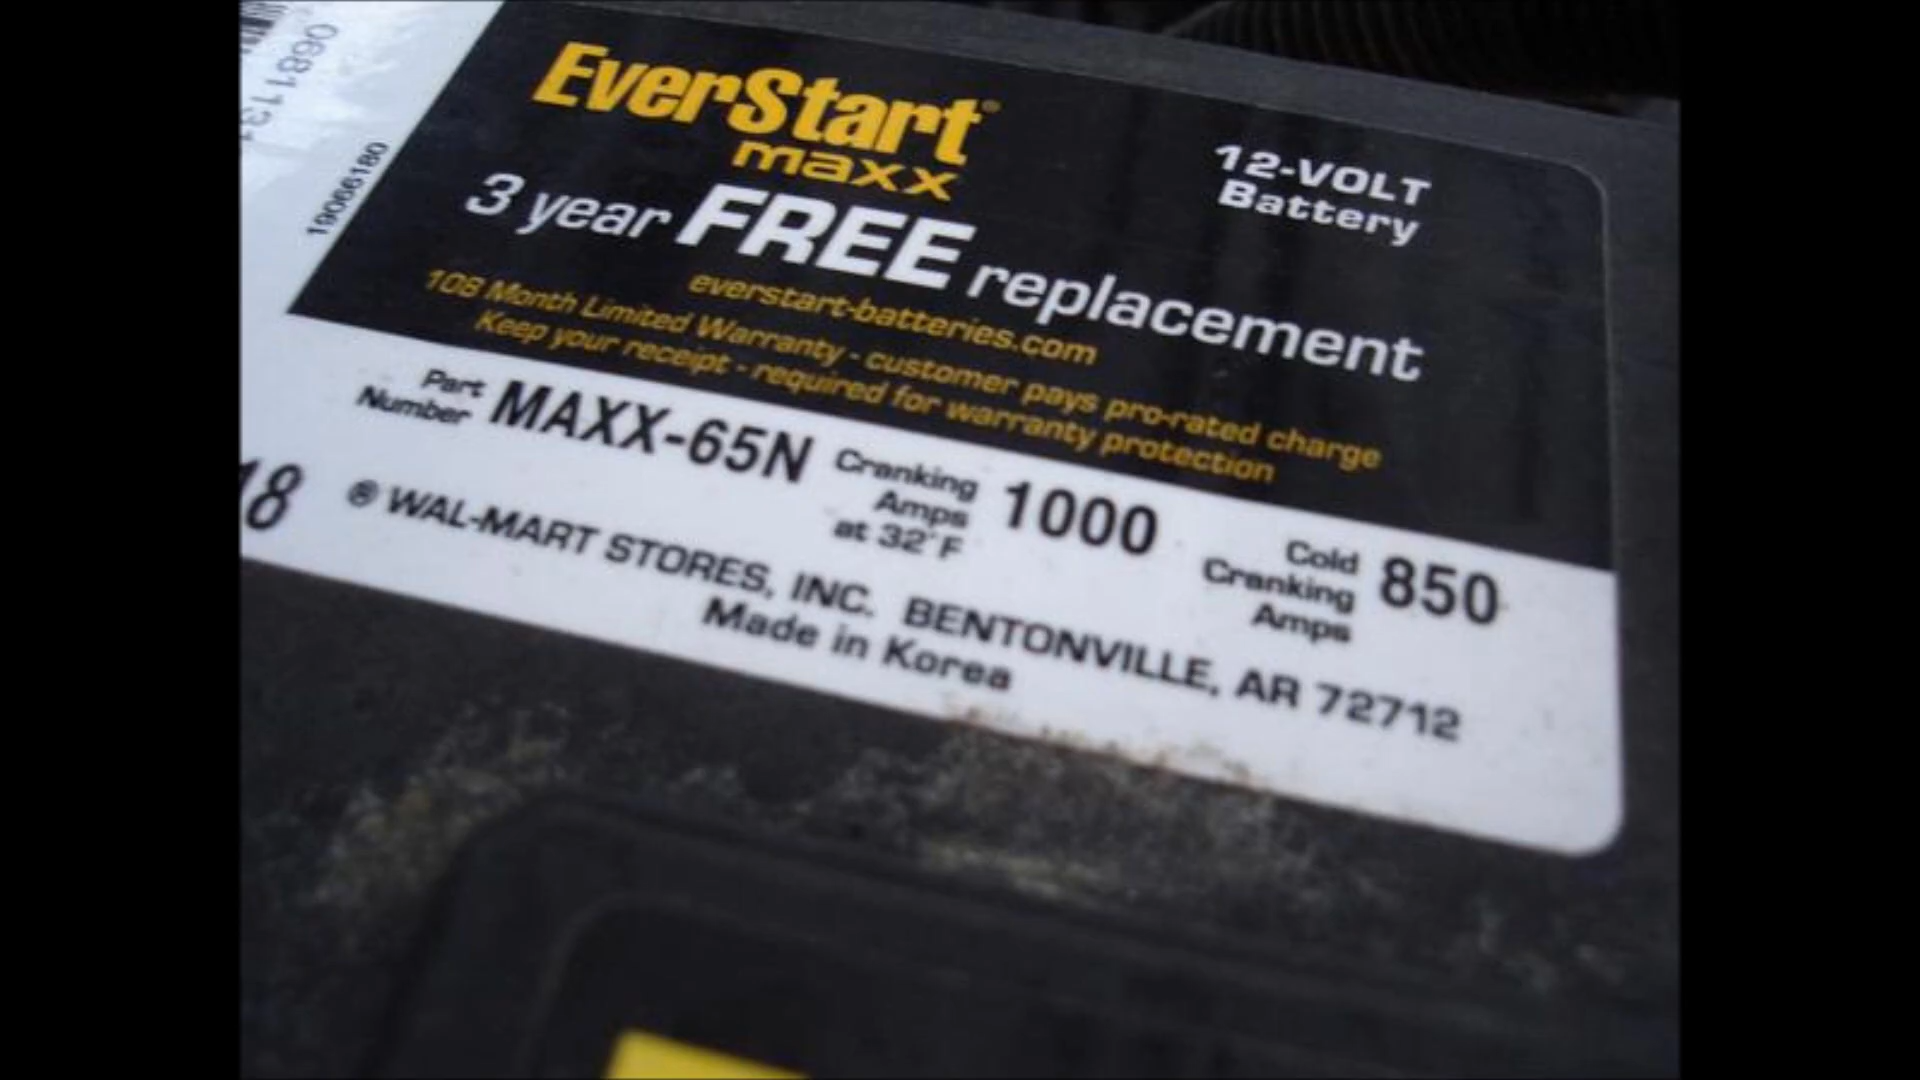 0681131
19066180
EverStart®
maxx
12-VOLT
Battery
3 year FREE replacement
everstart-batteries.com
108 Month Limited Warranty - customer pays pro-rated charge
Keep your receipt - required for warranty protection
Part Number MAXX-65N
Cranking Amps at 32°F 1000
Cold Cranking Amps 850
18
® WAL-MART STORES, INC. BENTONVILLE, AR 72712
Made in Korea